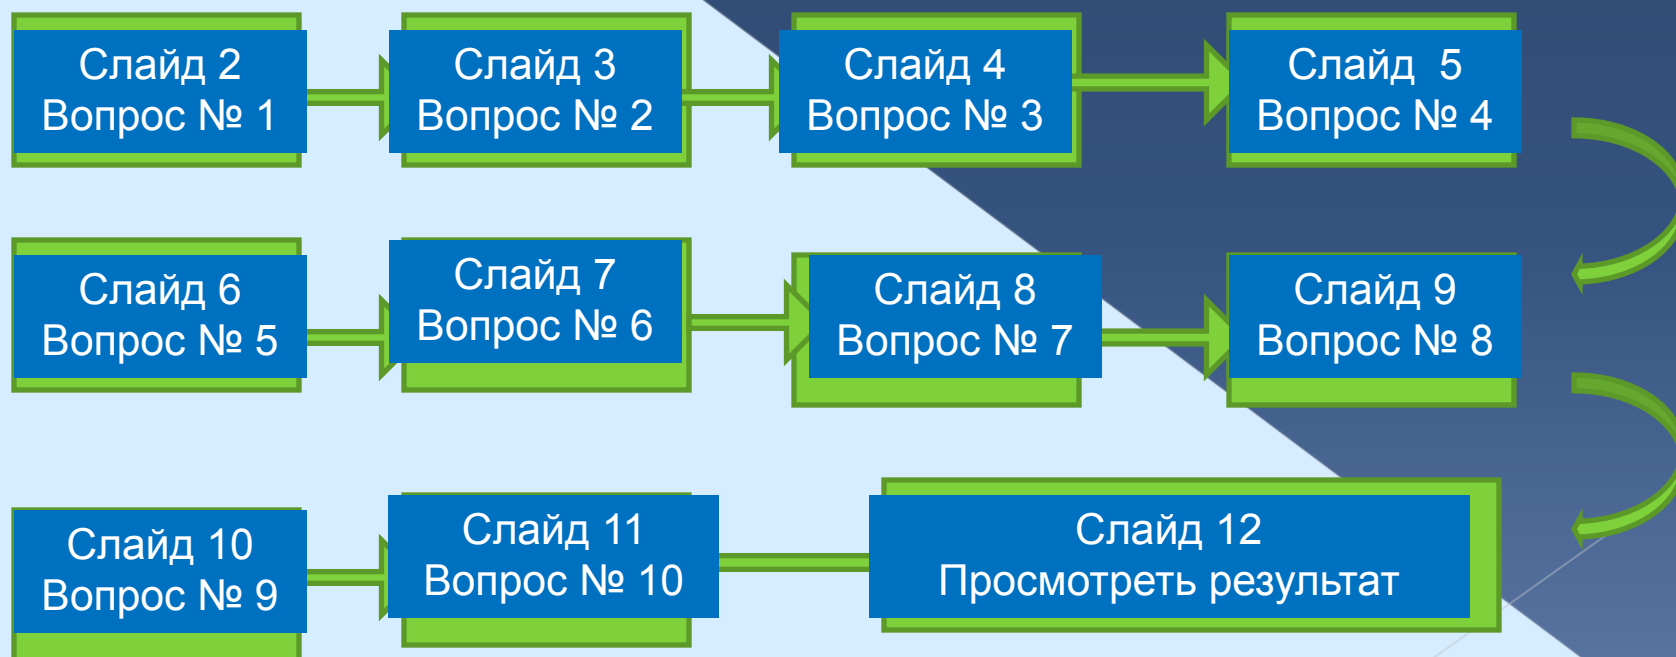 Слайд 2
Вопрос № 1
Слайд 3
Вопрос № 2
Слайд 4
Вопрос № 3
Слайд  5
Вопрос № 4
Слайд 6
Вопрос № 5
Слайд 7
Вопрос № 6
Слайд 8
Вопрос № 7
Слайд 9
Вопрос № 8
Слайд 10
Вопрос № 9
Слайд 11
Вопрос № 10
Слайд 12
Просмотреть результат